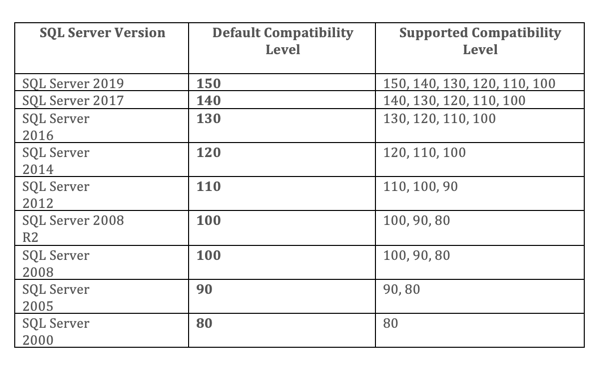 SQL Server Version Default Compatibility Supported Compatibility
Level Level
SQL Server 2019 150 150, 140, 130, 120, 110, 100
SQL Server 2017 140 140, 130, 120, 110, 100
SQL Server 130 130, 120, 110, 100
2016
SQL Server 120 120, 110, 100
2014
SQL Server 110 110, 100, 90
2012
SQL Server 2008 100 100, 90, 80
R2
SQL Server 100 100, 90, 80
2008
SQL Server 90 90, 80
2005
SQL Server 80 80
2000